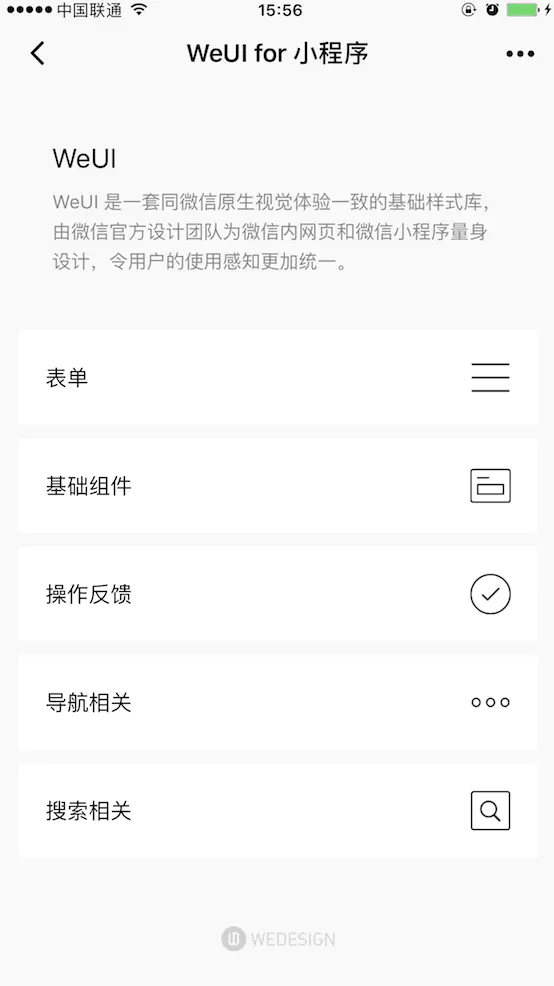 中国联通
15:56
WeUI for 小程序
WeUI
WeUI 是一套同微信原生视觉体验一致的基础样式库,
由微信官方设计团队为微信内网页和微信小程序量身
设计，令用户的使用感知更加统一。
表单
基础组件
操作反馈
导航相关
搜索相关
WEDESIGN